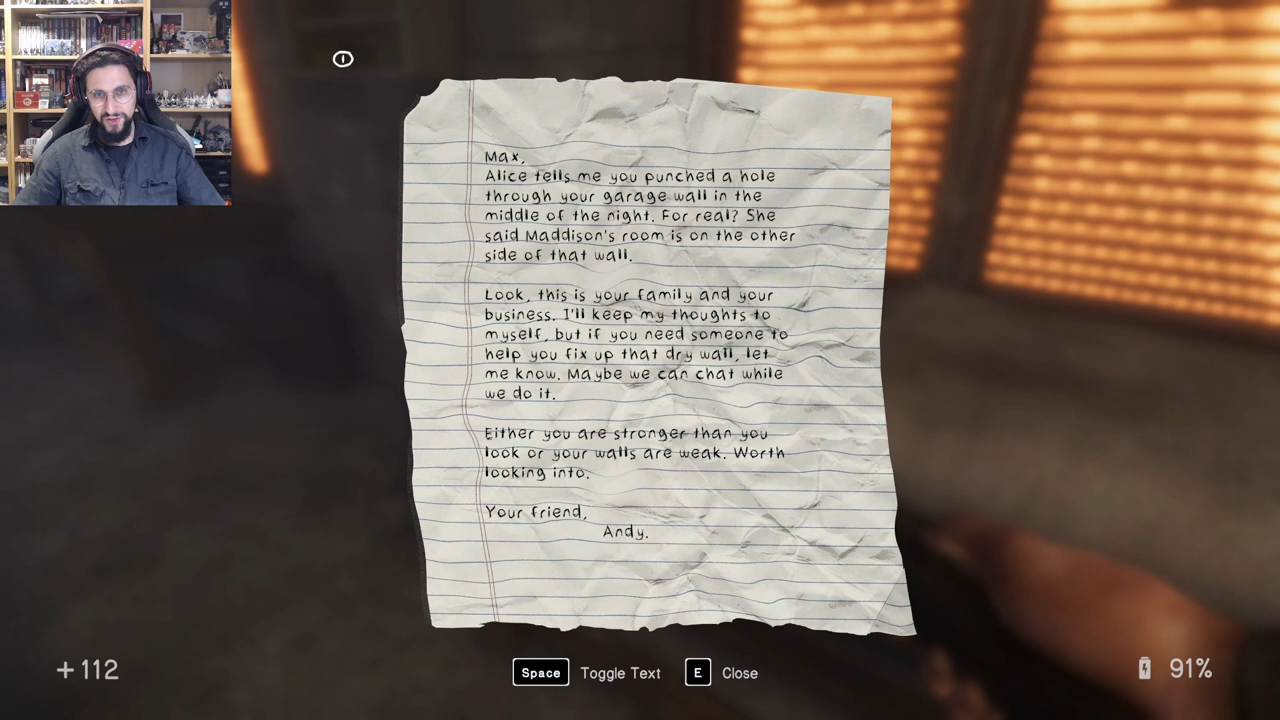 Max,
Alice tells me you punched a hole
through your garage wall in the
middle of the night. For real? She
said Maddison's room is on the other
side of that wall.
Look, this is your family and your
business. I'll keep my thoughts to
myself, but if you need someone to
help you fix up that dry wall, let
me know. Maybe we can chat while
we do it.
Either you are stronger than you
look or your walls are weak. Worth
looking into.
Your friend,
Andy.
+112
Space Toggle Text E Close
91%